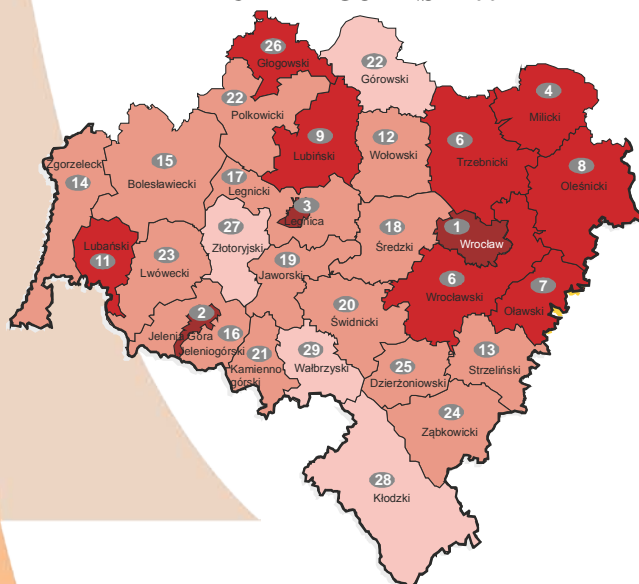 26
Głogowski
22
Górowski
22
Polkowicki
4
Milicki
9
Lubiński
12
Wołowski
6
Trzebnicki
8
Oleśnicki
Zgorzeleck
14
15
Bolesławiecki
17
Legnicki
3
Legnica
27
Złotoryjski
18
Średzki
1
Wrocław
Lubański
11
23
Lwówecki
19
Jaworski
6
Wrocławski
7
Oławski
2
Jelenia Góra
16
Jeleniogórski
20
Świdnicki
21
Kamienno
górski
29
Wałbrzyski
25
Dzierżoniowski
13
Strzeliński
24
Ząbkowicki
28
Kłodzki